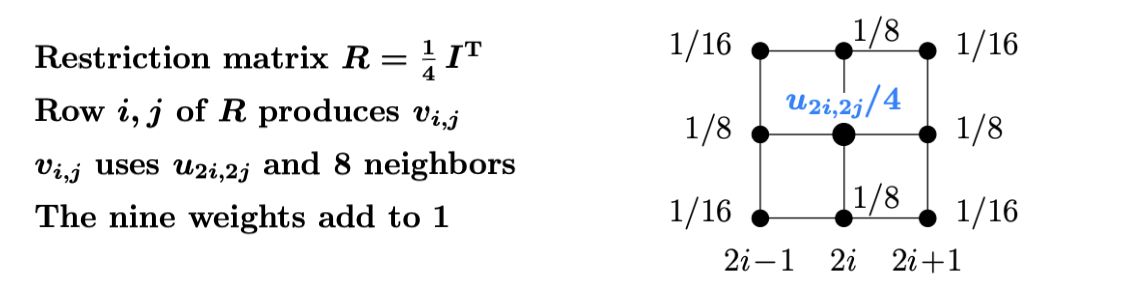 Restriction matrix R = 1/4 I^T
Row i, j of R produces v_{i,j}
v_{i,j} uses u_{2i,2j} and 8 neighbors
The nine weights add to 1
1/16 1/8 1/16
u_{2i,2j}/4
1/8 1/8
1/16 1/8 1/16
2i−1 2i 2i+1